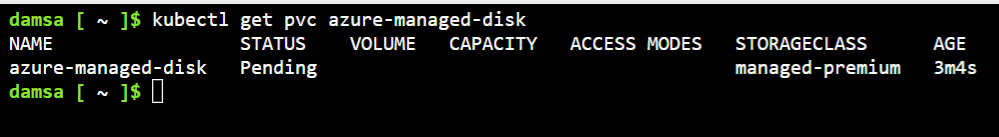 damsa [ ~ ]$ kubectl get pvc azure-managed-disk
NAME STATUS VOLUME CAPACITY ACCESS MODES STORAGECLASS AGE
azure-managed-disk Pending managed-premium 3m4s
damsa [ ~ ]$